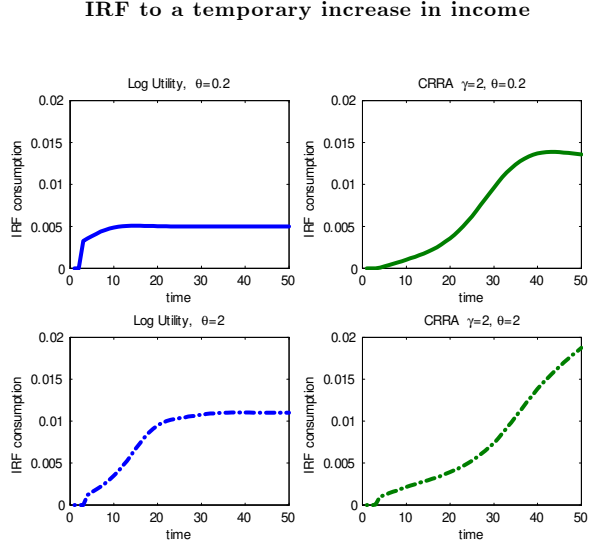 IRF to a temporary increase in income
Log Utility, θ=0.2
0.02
0.015
0.01
0.005
0
IRF consumption
0 10 20 30 40 50
time
CRRA γ=2, θ=0.2
0.02
0.015
0.01
0.005
0
IRF consumption
0 10 20 30 40 50
time
Log Utility, θ=2
0.02
0.015
0.01
0.005
0
IRF consumption
0 10 20 30 40 50
time
CRRA γ=2, θ=2
0.02
0.015
0.01
0.005
0
IRF consumption
0 10 20 30 40 50
time